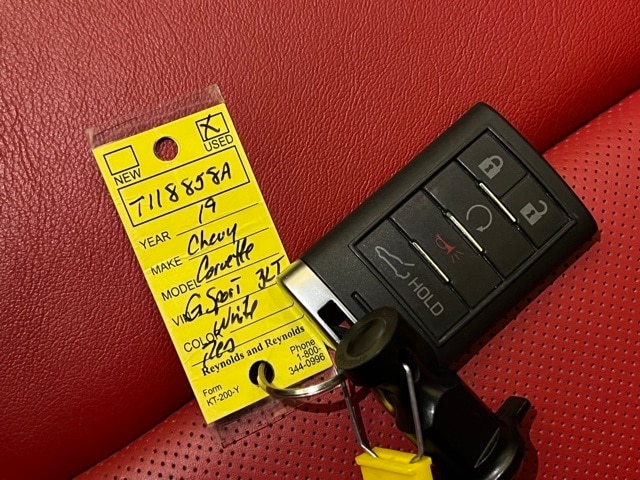 NEW
X USED
T118858A
YEAR 19
MAKE Chevy
MODEL Corvette
VIN G Sport 3LT
COLOR White
Reynolds and Reynolds
Form
KT-200-Y
Phone
1-800-
344-0996
HOLD